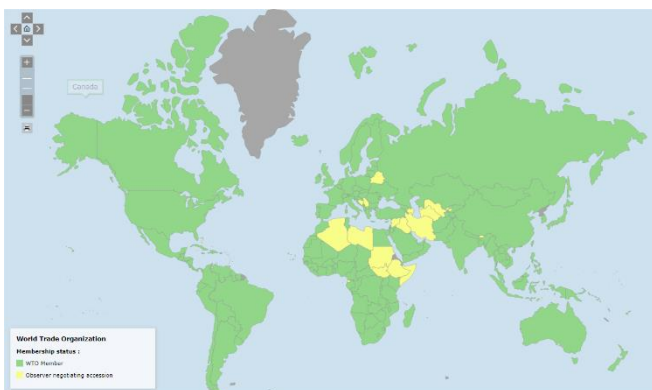 Canada
World Trade Organization
Membership status :
WTO Member
Observer negotiating accession